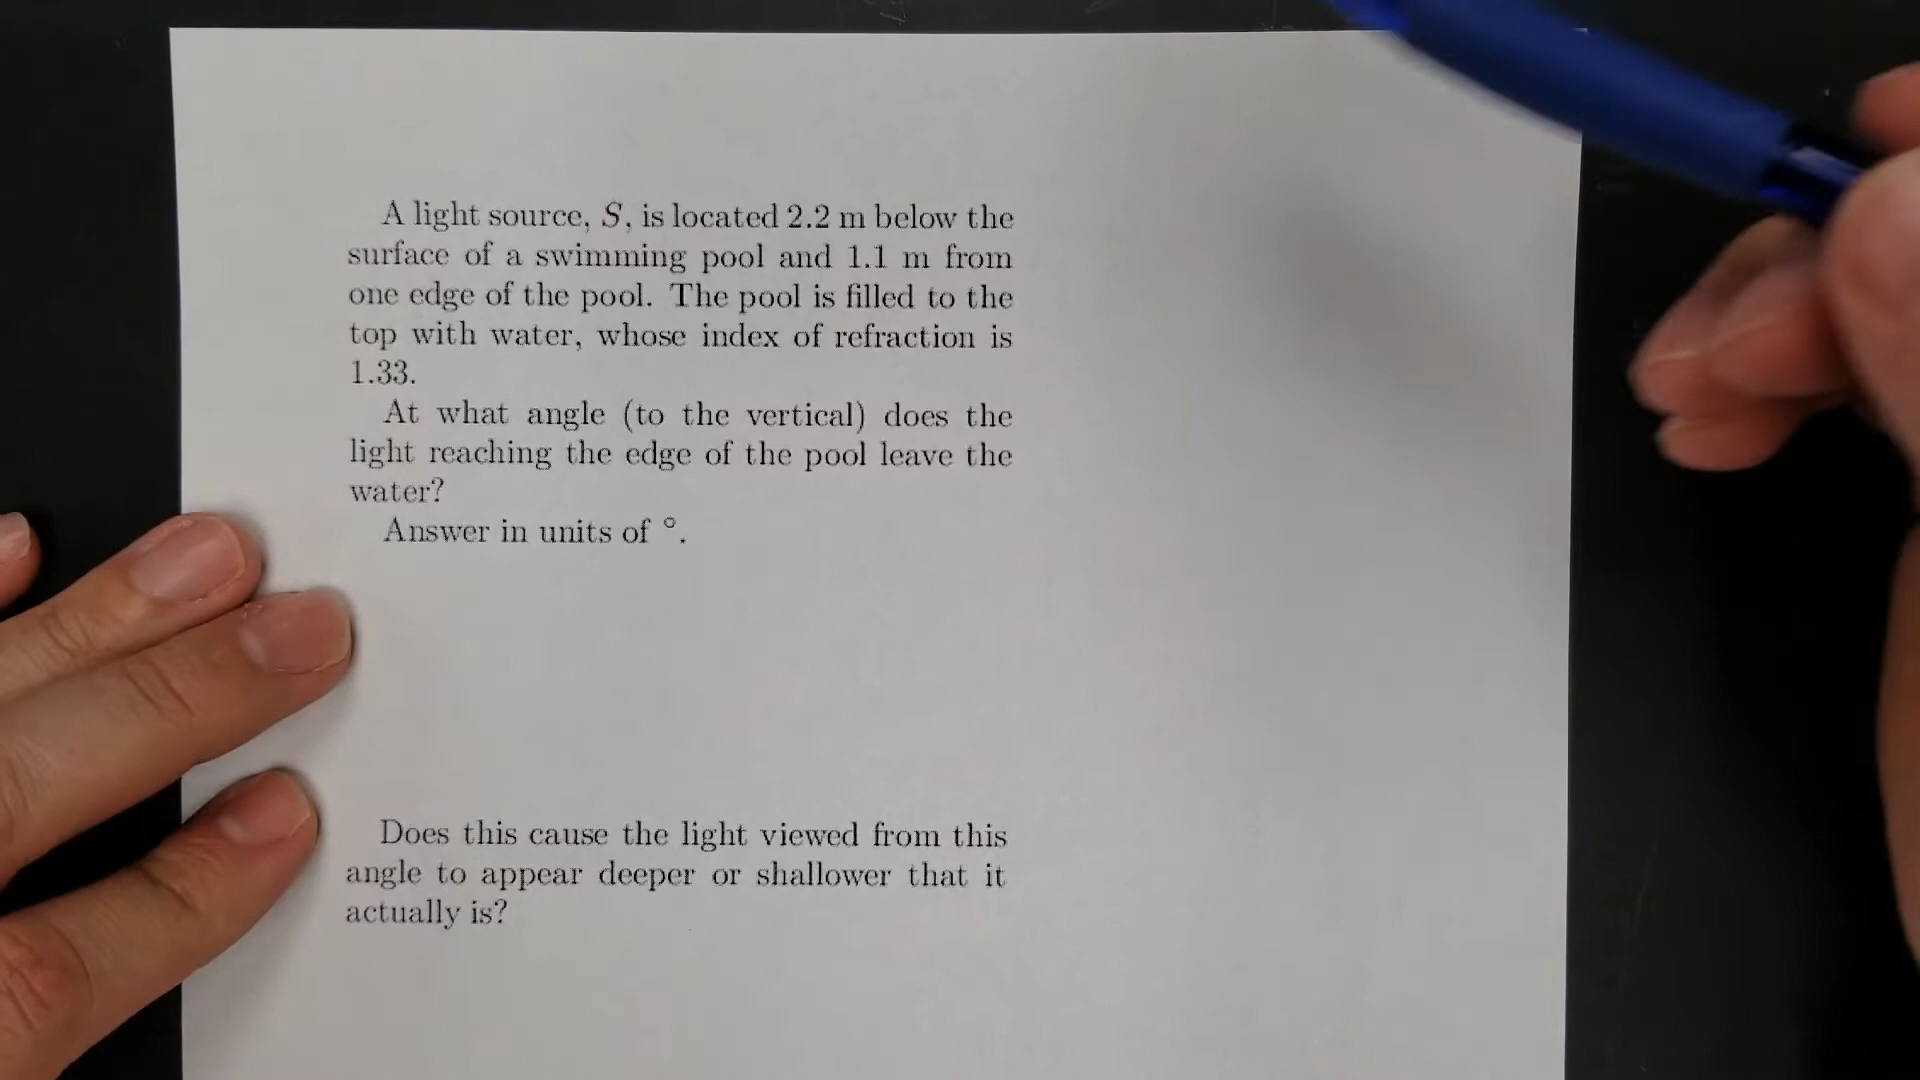 A light source, S, is located 2.2 m below the
surface of a swimming pool and 1.1 m from
one edge of the pool. The pool is filled to the
top with water, whose index of refraction is
1.33.
At what angle (to the vertical) does the
light reaching the edge of the pool leave the
water?
Answer in units of °.
Does this cause the light viewed from this
angle to appear deeper or shallower that it
actually is?